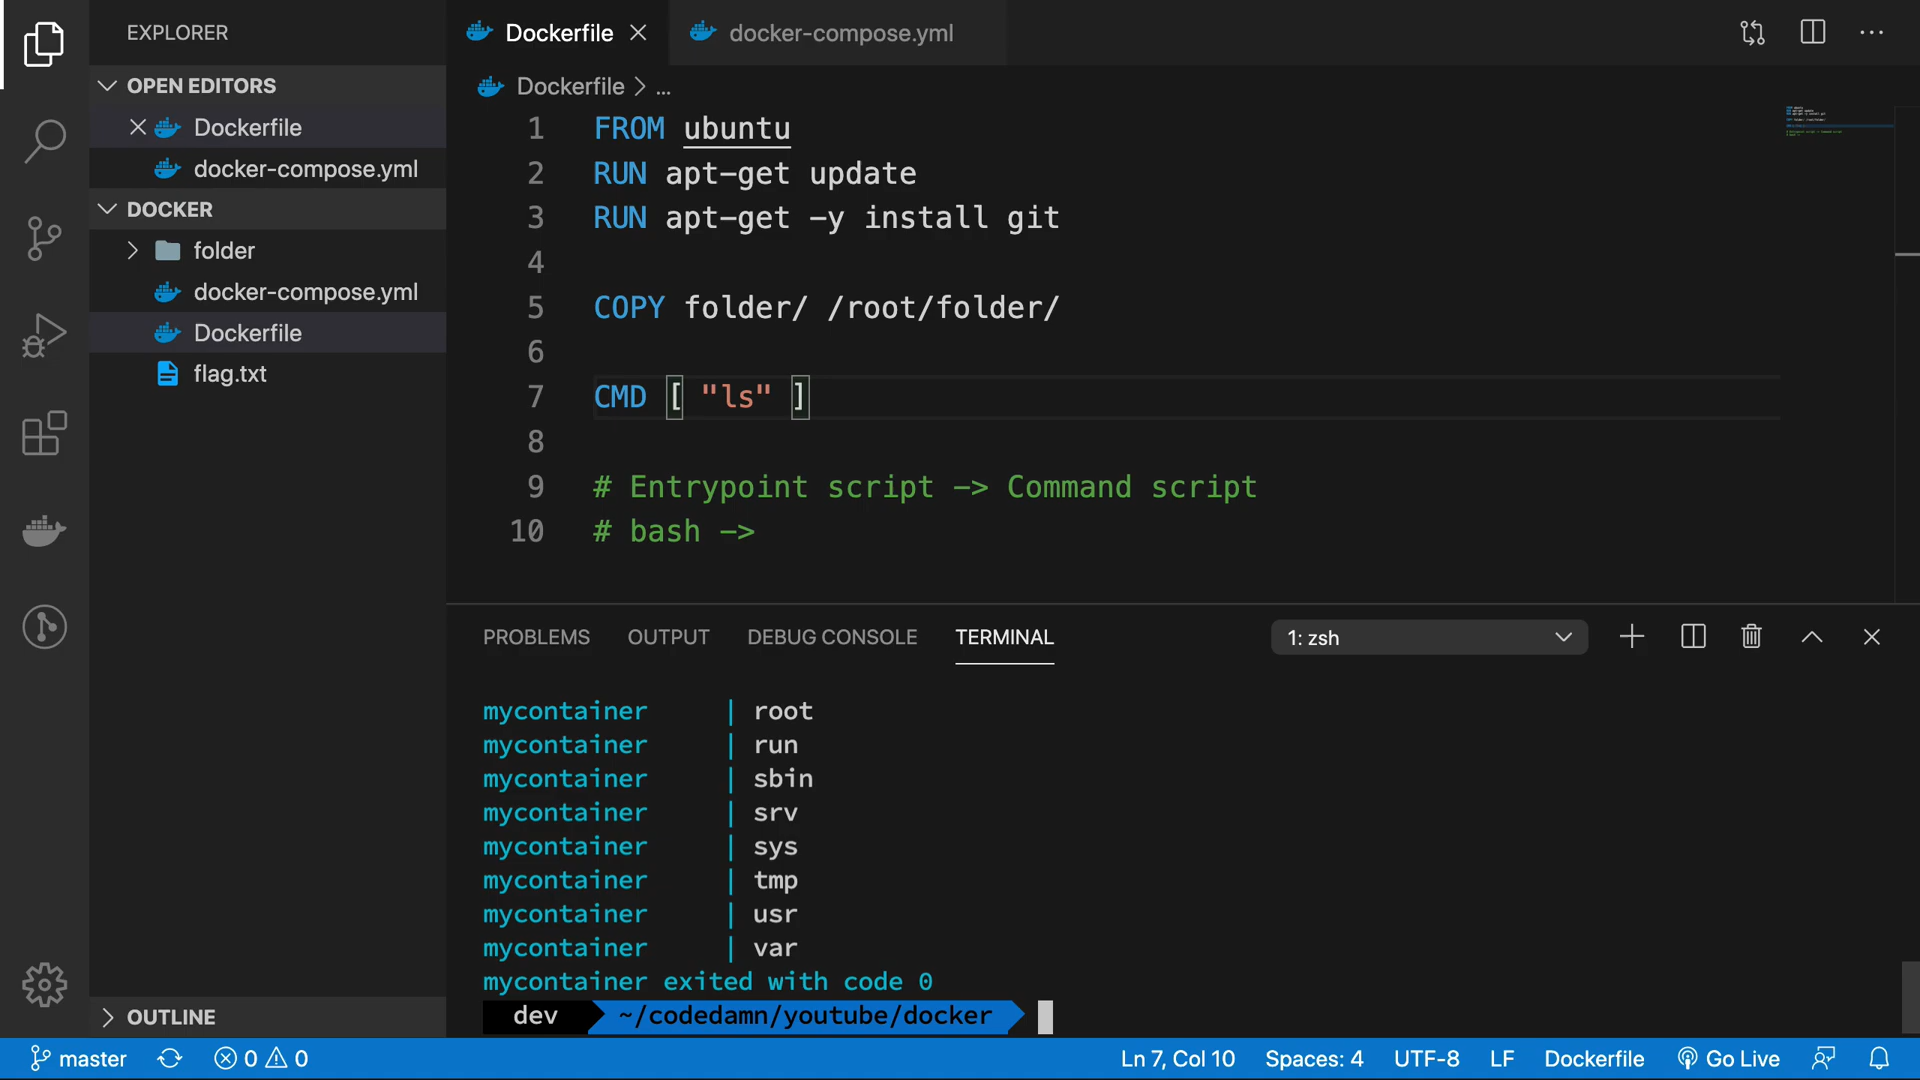 EXPLORER
OPEN EDITORS
Dockerfile
docker-compose.yml
DOCKER
folder
docker-compose.yml
Dockerfile
flag.txt
OUTLINE
Dockerfile
docker-compose.yml
Dockerfile > ...
1 FROM ubuntu
2 RUN apt-get update
3 RUN apt-get -y install git
4
5 COPY folder/ /root/folder/
6
7 CMD [ "ls" ]
8
9 # Entrypoint script -> Command script
10 # bash ->
PROBLEMS OUTPUT DEBUG CONSOLE TERMINAL 1: zsh
mycontainer | root
mycontainer | run
mycontainer | sbin
mycontainer | srv
mycontainer | sys
mycontainer | tmp
mycontainer | usr
mycontainer | var
mycontainer exited with code 0
dev ~/codedamn/youtube/docker
master 0 0 Ln 7, Col 10 Spaces: 4 UTF-8 LF Dockerfile Go Live